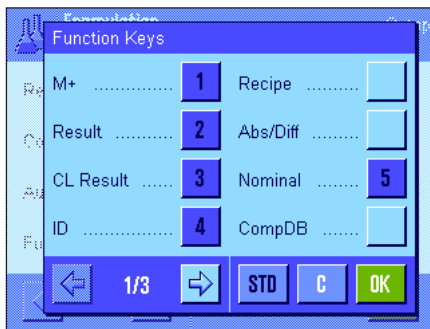 Formulation
Function Keys
M+ ............... 1 Recipe ..........
Result ........... 2 Abs/Diff ........
CL Result ...... 3 Nominal ........ 5
ID ................. 4 CompDB ........
1/3 STD C OK